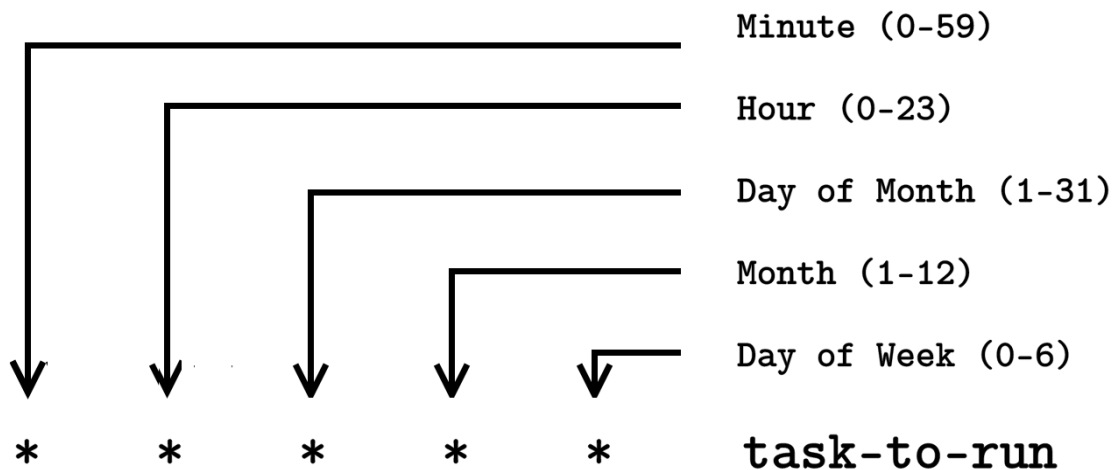 Minute (0-59)
Hour (0-23)
Day of Month (1-31)
Month (1-12)
Day of Week (0-6)
* * * * * task-to-run